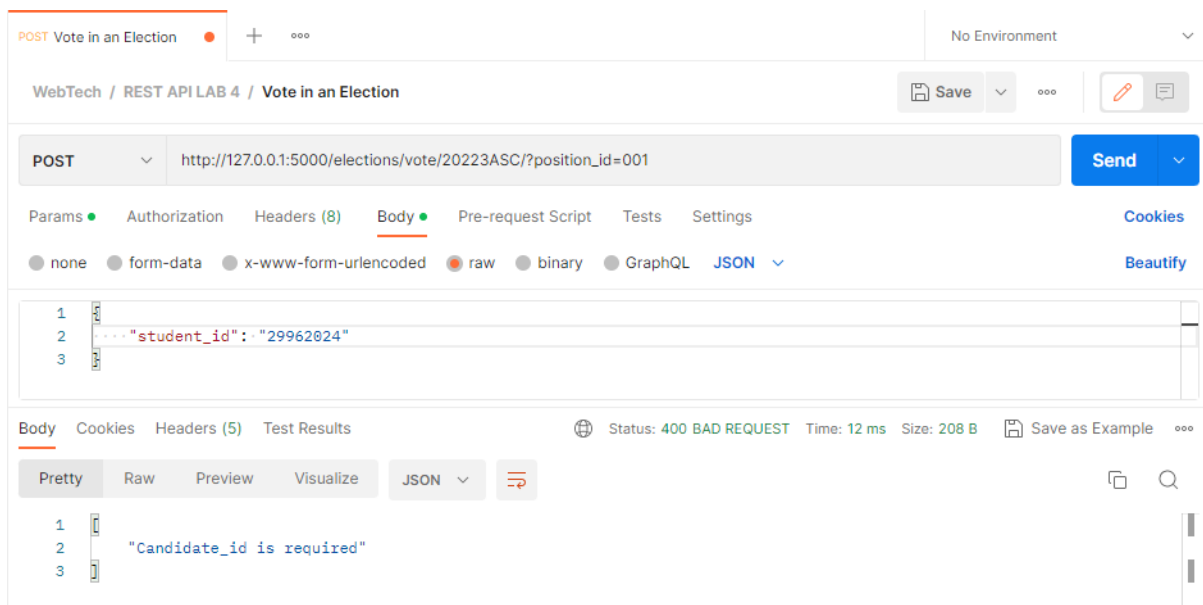 POST Vote in an Election
No Environment
WebTech / REST API LAB 4 / Vote in an Election
Save
POST http://127.0.0.1:5000/elections/vote/20223ASC/?position_id=001 Send
Params Authorization Headers (8) Body Pre-request Script Tests Settings Cookies
none form-data x-www-form-urlencoded raw binary GraphQL JSON Beautify
1 {
2 "student_id": "29962024"
3 }
Body Cookies Headers (5) Test Results Status: 400 BAD REQUEST Time: 12 ms Size: 208 B Save as Example
Pretty Raw Preview Visualize JSON
1 [
2 "Candidate_id is required"
3 ]